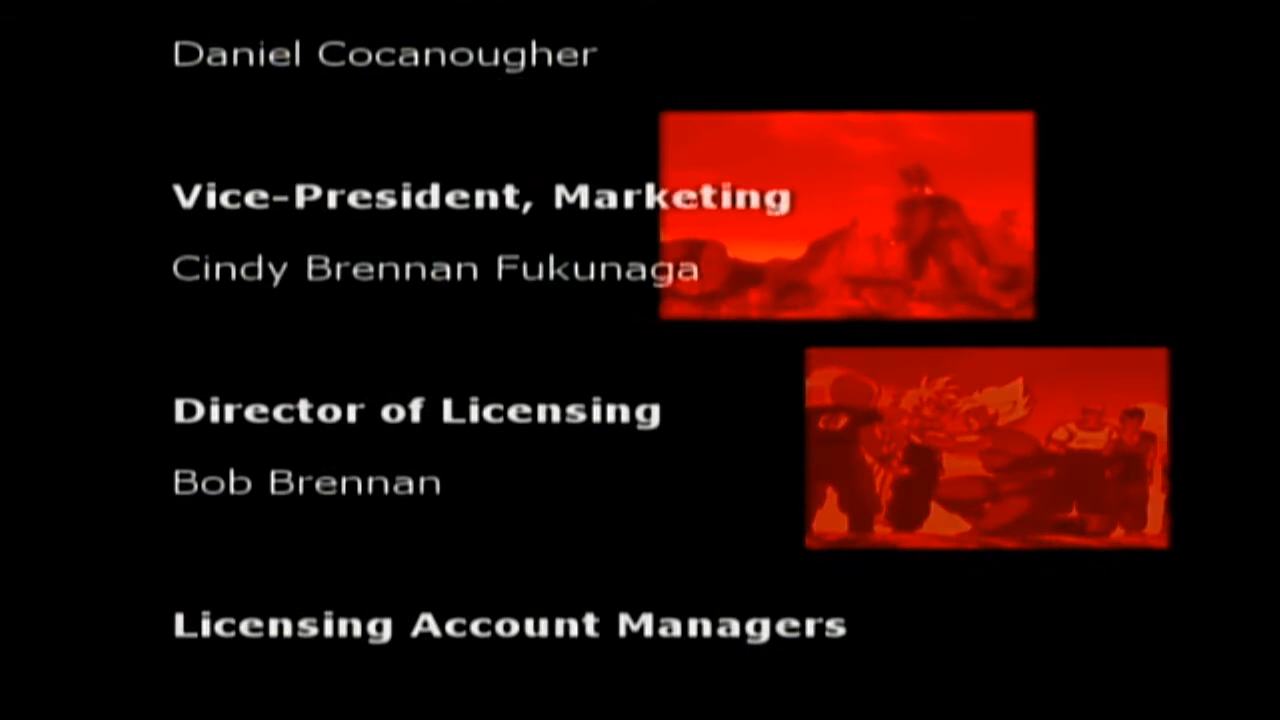 Daniel Cocanougher
Vice-President, Marketing
Cindy Brennan Fukunaga
Director of Licensing
Bob Brennan
Licensing Account Managers